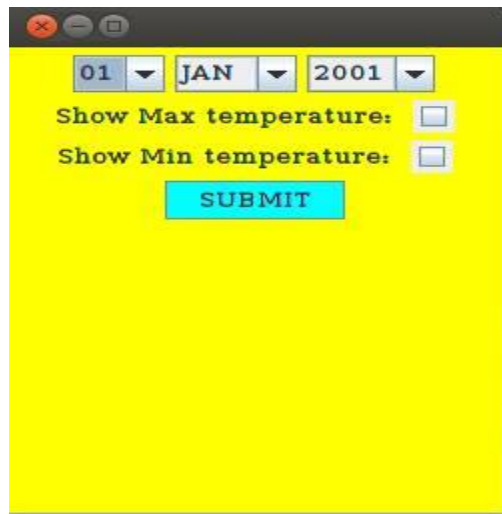 01 JAN 2001
Show Max temperature:
Show Min temperature:
SUBMIT